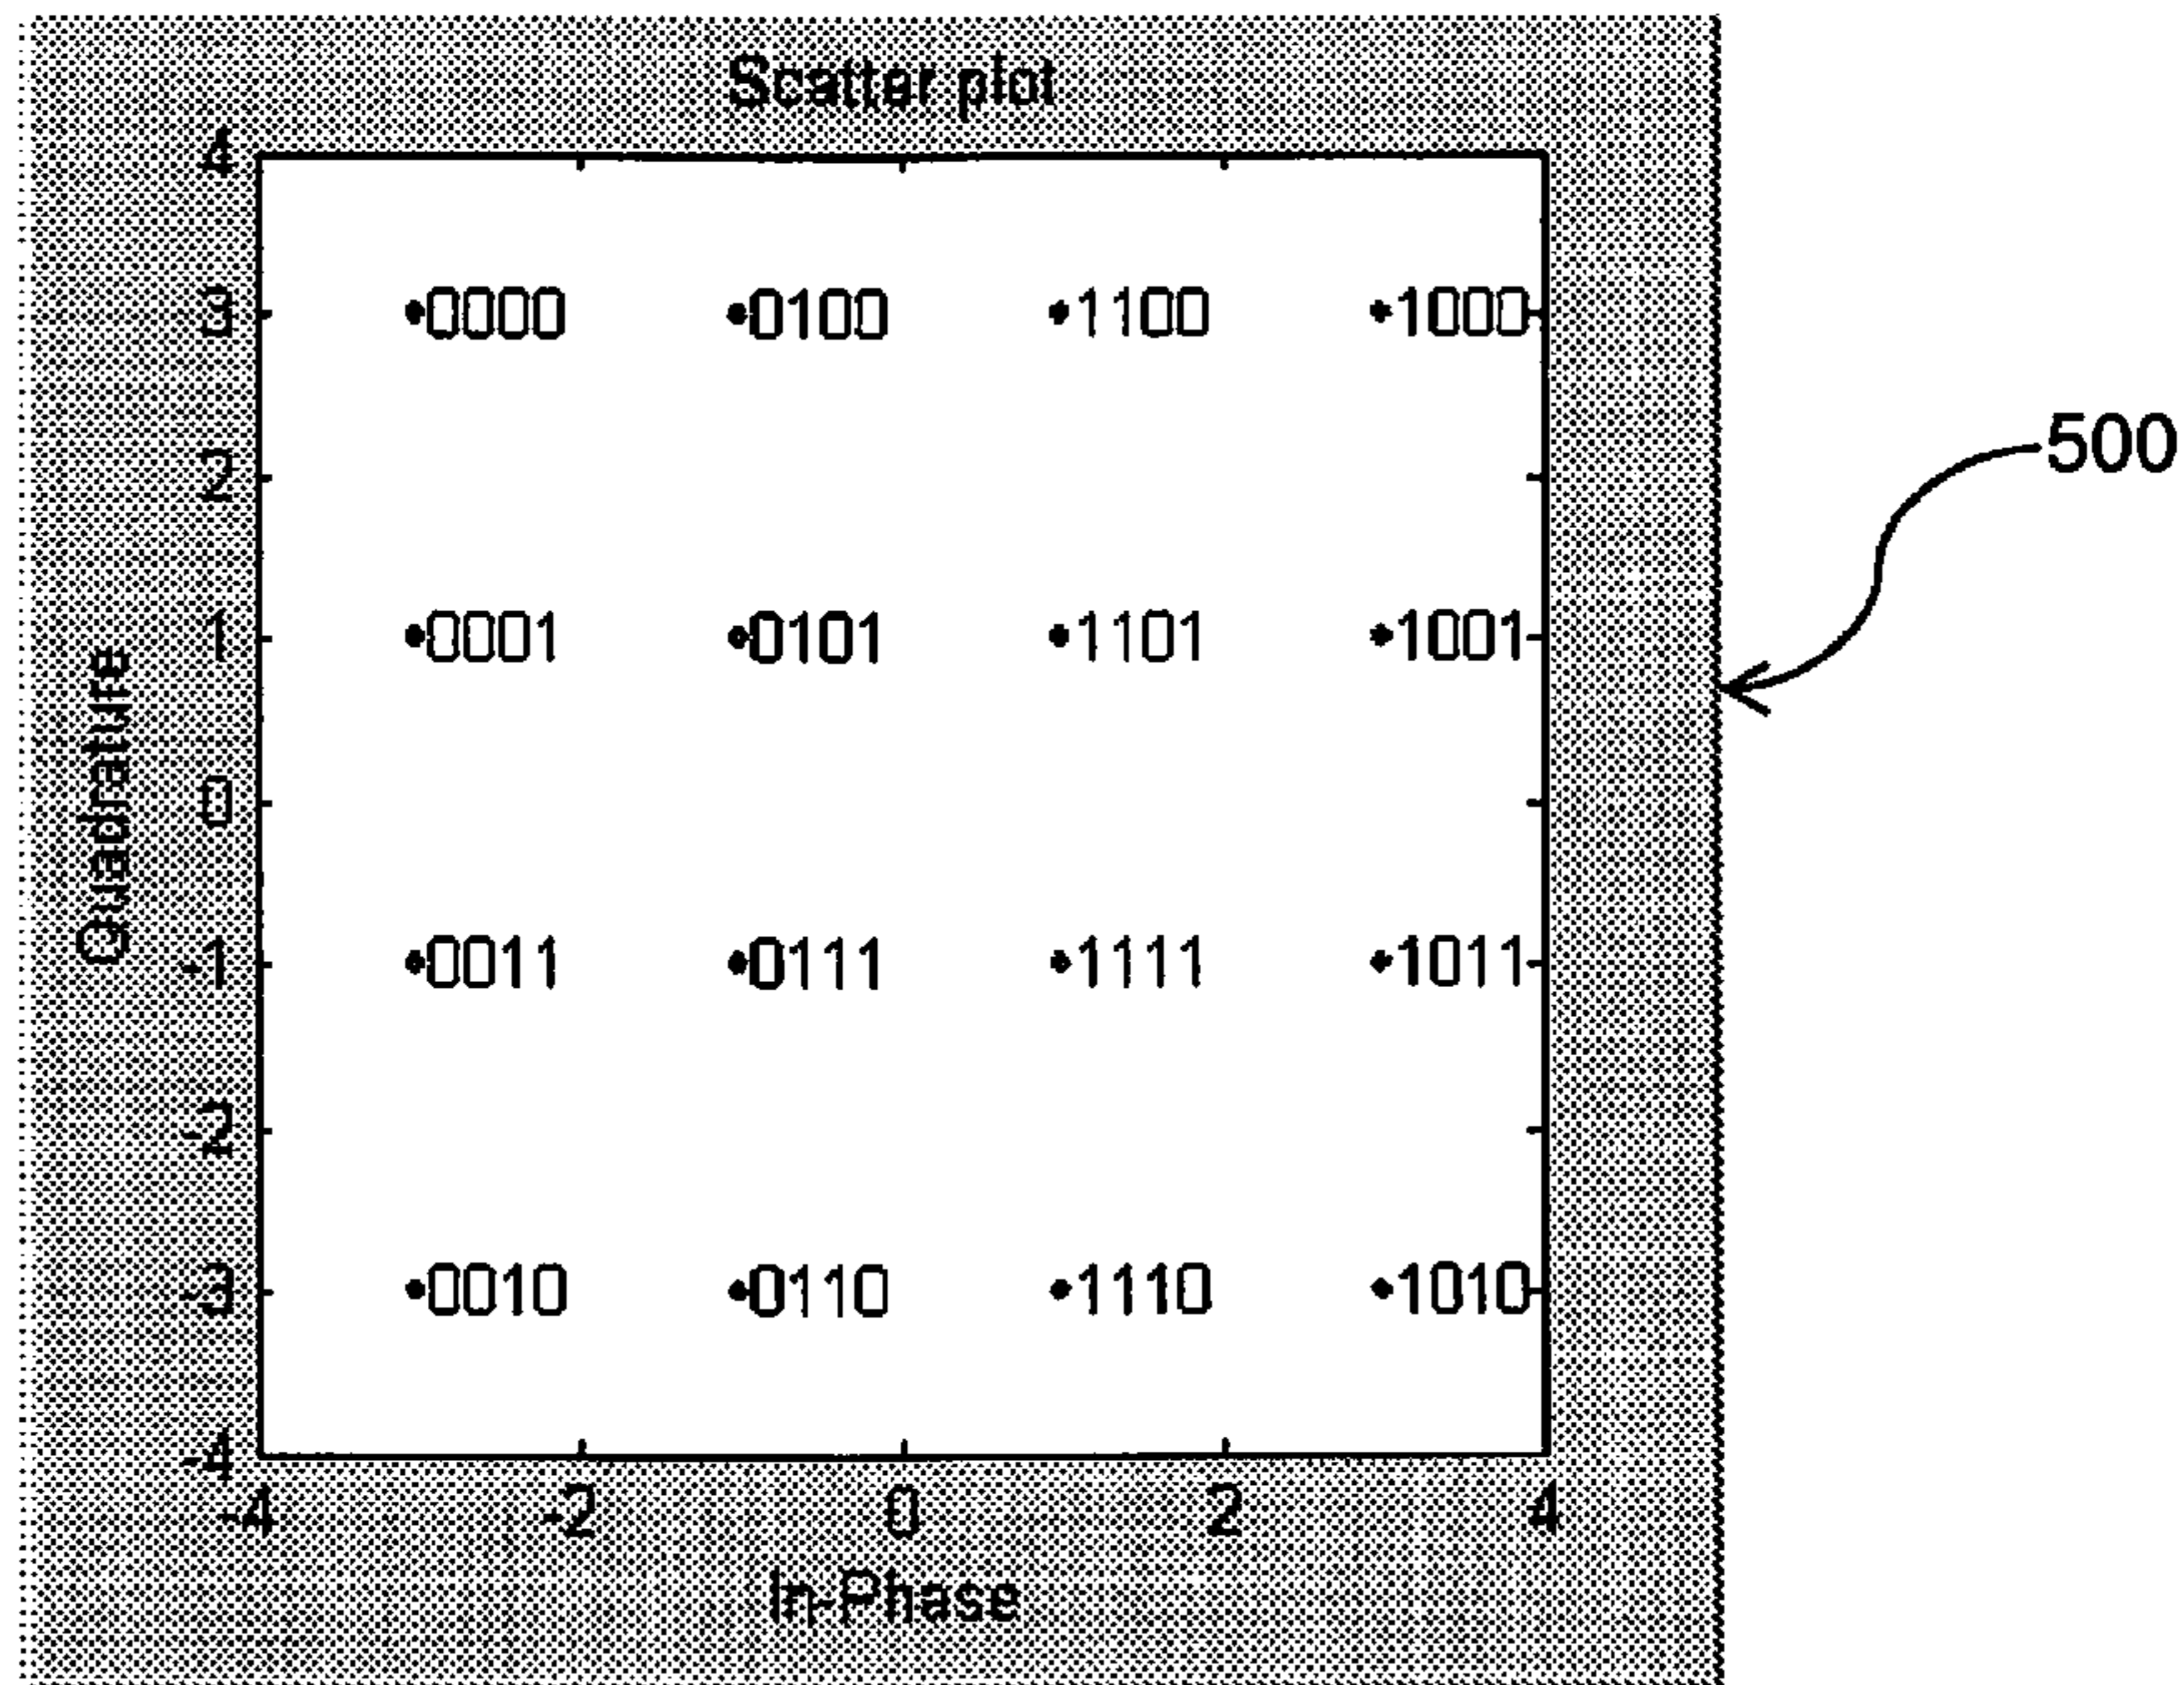 Scatter plot
4
3
0000 0100 1100 1000
2
500
1
0001 0101 1101 1001
Quadrature
0
-1
0011 0111 1111 1011
-2
-3
0010 0110 1110 1010
-4
-4 -2 0 2 4
In-Phase